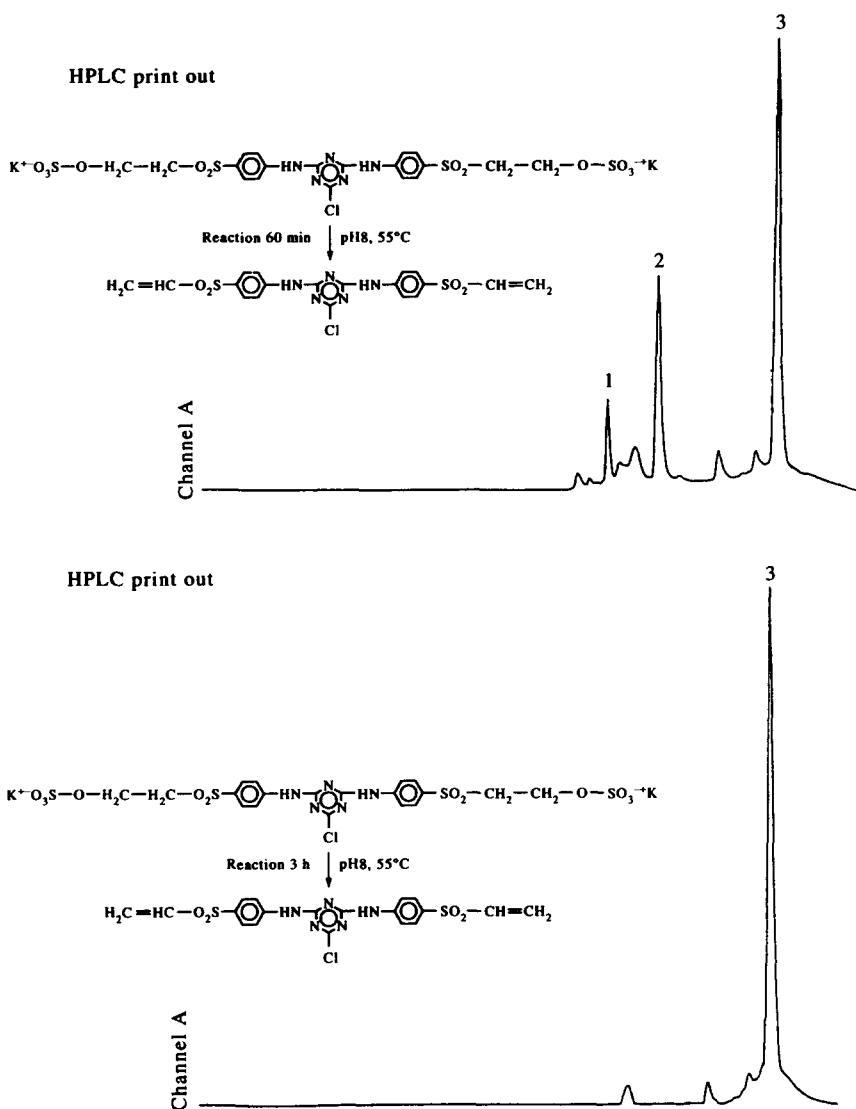 3
HPLC print out
K⁺⁻O₃S—O—H₂C—H₂C—O₂S HN N HN SO₂—CH₂—CH₂—O—SO₃⁻⁺K
N N
Cl
2
Reaction 60 min pH8, 55°C
H₂C=HC—O₂S HN N HN SO₂—CH=CH₂
N N
Cl
1
Channel A
HPLC print out
3
K⁺⁻O₃S—O—H₂C—H₂C—O₂S HN N HN SO₂—CH₂—CH₂—O—SO₃⁻⁺K
N N
Cl
Reaction 3 h pH8, 55°C
H₂C=HC—O₂S HN N HN SO₂—CH=CH₂
N N
Cl
Channel A